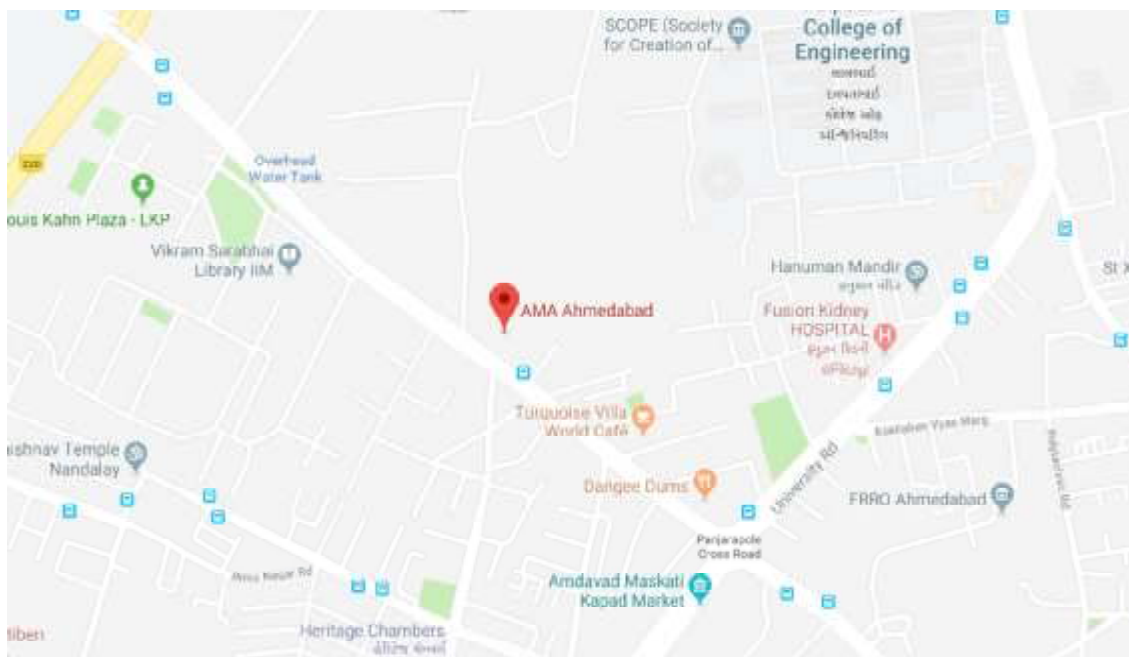 SCOPE (Society
for Creation of...
College of
Engineering
Overhead
Water Tank
ouis Kahn Plaza - LKP
Vikram Sarabhai
Library IIM
Hanuman Mandir
St X
AMA Ahmedabad
Fusion Kidney
HOSPITAL
Turquoise Villa
World Café
aishnav Temple
Nandalay
University Rd
Dangee Dums
FRRO Ahmedabad
Panjarapole
Cross Road
Amdavad Maskati
Kapad Market
Heritage Chambers